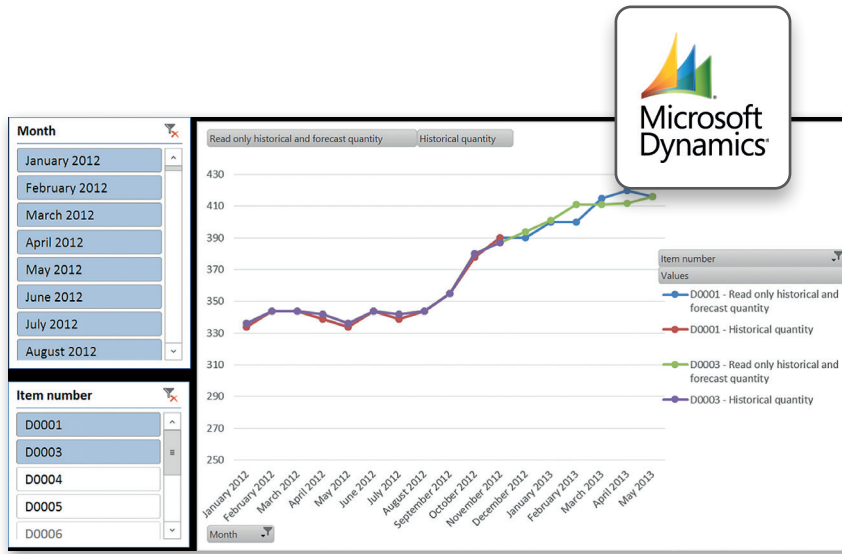 Microsoft
Dynamics
Month
January 2012
February 2012
March 2012
April 2012
May 2012
June 2012
July 2012
August 2012
Item number
D0001
D0003
D0004
D0005
D0006
Read only historical and forecast quantity
Historical quantity
430
410
390
370
350
330
310
290
270
250
January 2012
February 2012
March 2012
April 2012
May 2012
June 2012
July 2012
August 2012
September 2012
October 2012
November 2012
December 2012
January 2013
February 2013
March 2013
April 2013
May 2013
Month
Item number
Values
D0001 - Read only historical and
forecast quantity
D0001 - Historical quantity
D0003 - Read only historical and
forecast quantity
D0003 - Historical quantity